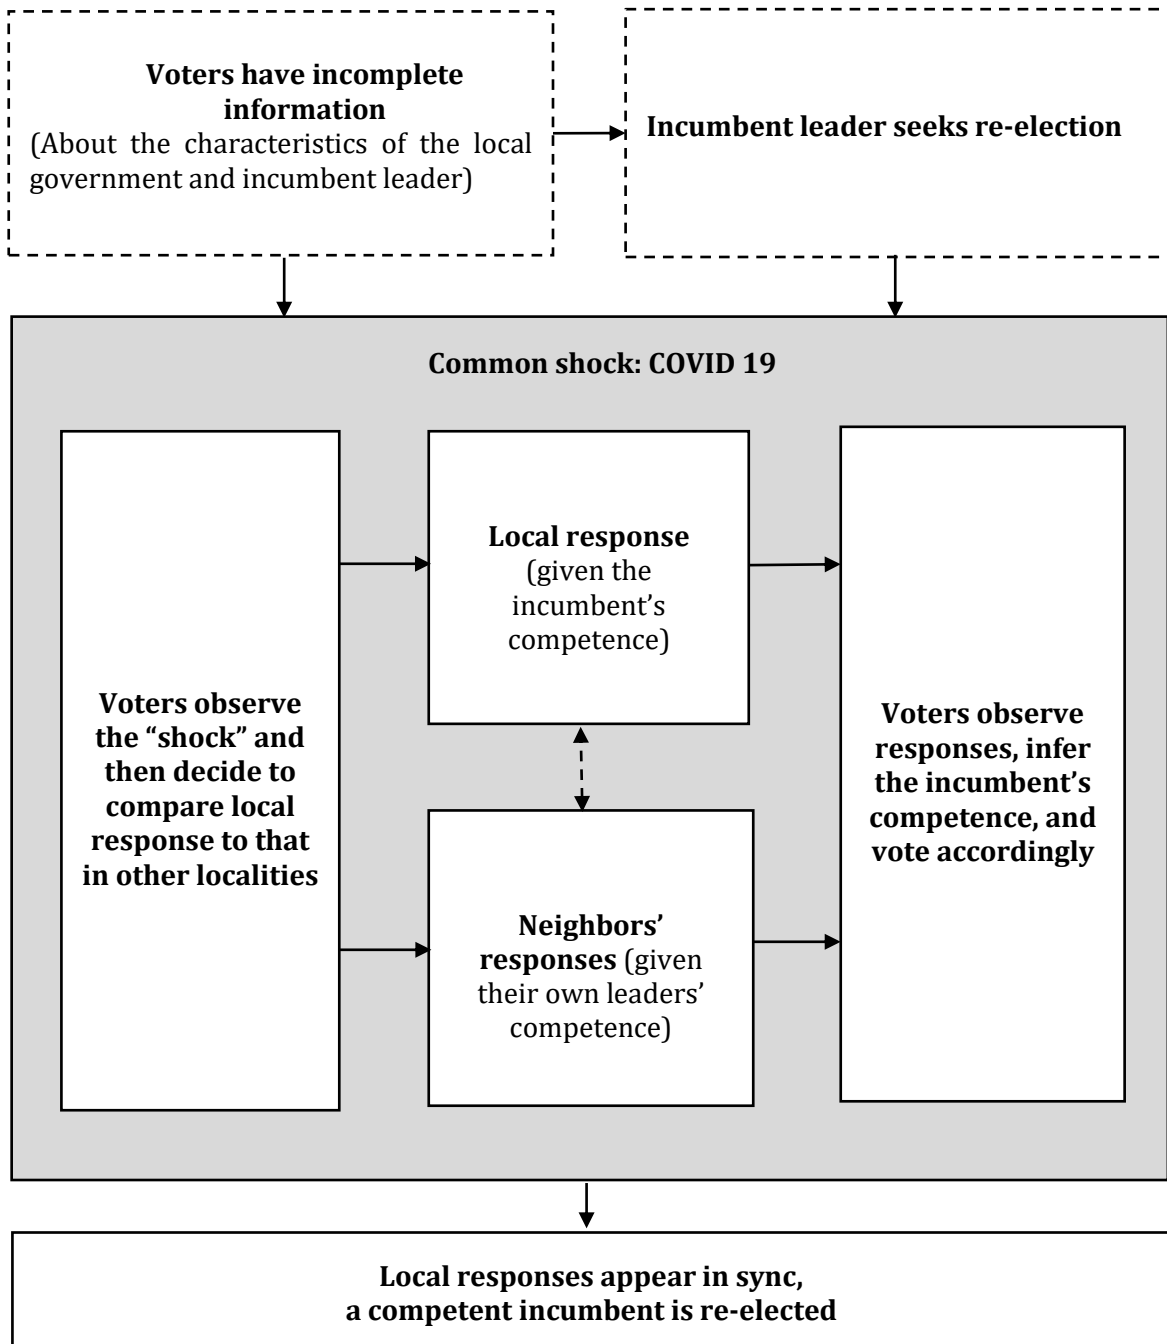 Voters have incomplete
information
(About the characteristics of the local
government and incumbent leader)
Incumbent leader seeks re-election
Common shock: COVID 19
Voters observe
the “shock” and
then decide to
compare local
response to that
in other localities
Local response
(given the
incumbent’s
competence)
Neighbors’
responses (given
their own leaders’
competence)
Voters observe
responses, infer
the incumbent’s
competence, and
vote accordingly
Local responses appear in sync,
a competent incumbent is re-elected